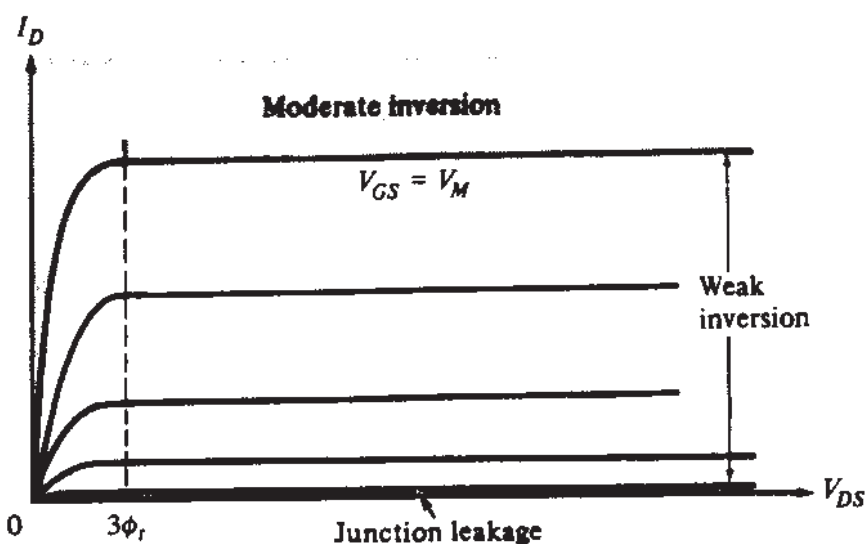 I_D
Moderate inversion
V_GS = V_M
Weak
inversion
V_DS
0
3ϕ_t
Junction leakage